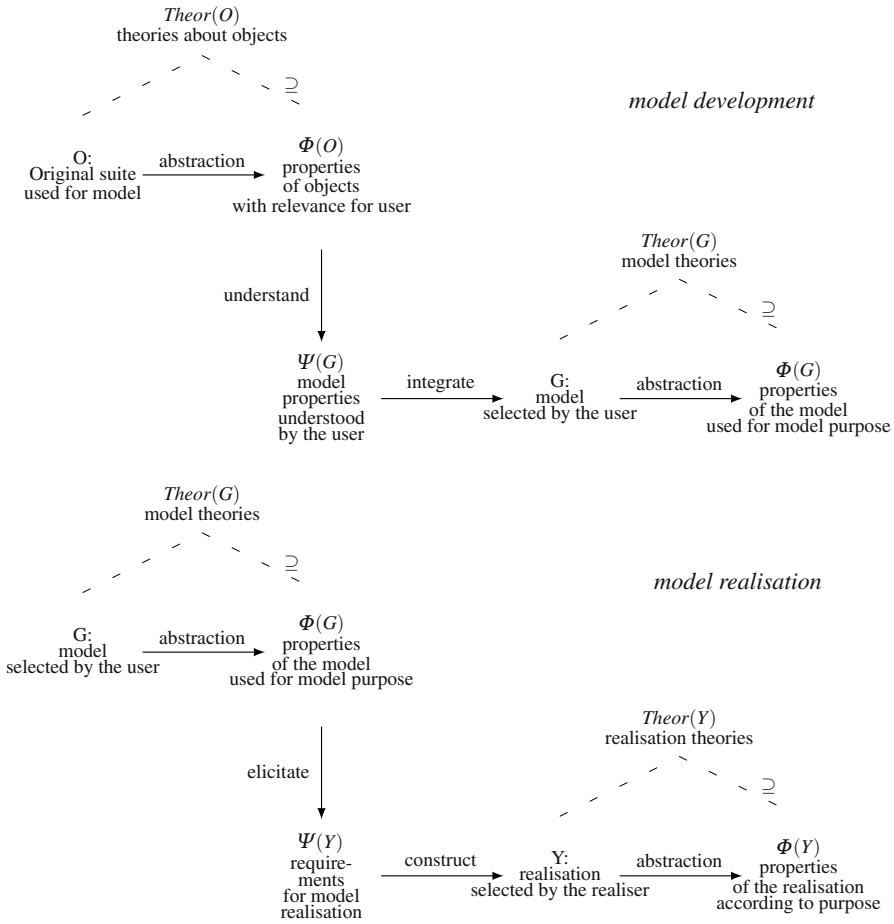 Theor(O)
theories about objects
⊇
model development
O:
Original suite
used for model
abstraction
Φ(O)
properties
of objects
with relevance for user
Theor(G)
model theories
understand
⊇
Ψ(G)
model
properties
understood
by the user
integrate
G:
model
selected by the user
abstraction
Φ(G)
properties
of the model
used for model purpose
Theor(G)
model theories
⊇
model realisation
G:
model
selected by the user
abstraction
Φ(G)
properties
of the model
used for model purpose
Theor(Y)
realisation theories
elicitate
⊇
Ψ(Y)
require-
ments
for model
realisation
construct
Y:
realisation
selected by the realiser
abstraction
Φ(Y)
properties
of the realisation
according to purpose